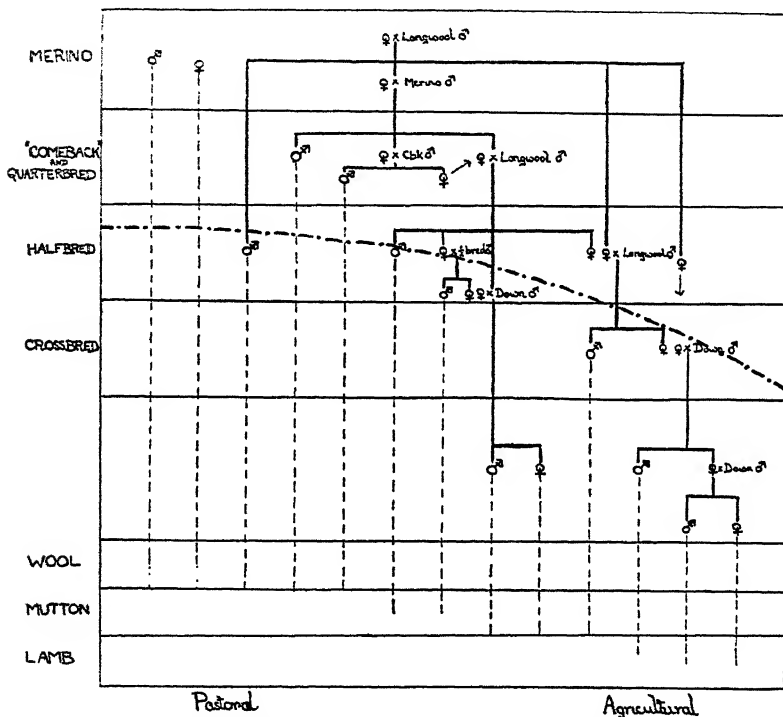 ♀ × Longwool ♂
MERINO
♀ × Merino ♂
"COMEBACK"
AND
QUARTERBRED
♀ × Cbk ♂
♀ × Longwool ♂
HALFBRED
♀ × ½bred ♂
♀ × Longwool ♂
♀ × Down ♂
CROSSBRED
♀ × Down ♂
♀ × Down ♂
WOOL
MUTTON
LAMB
Pastoral
Agricultural